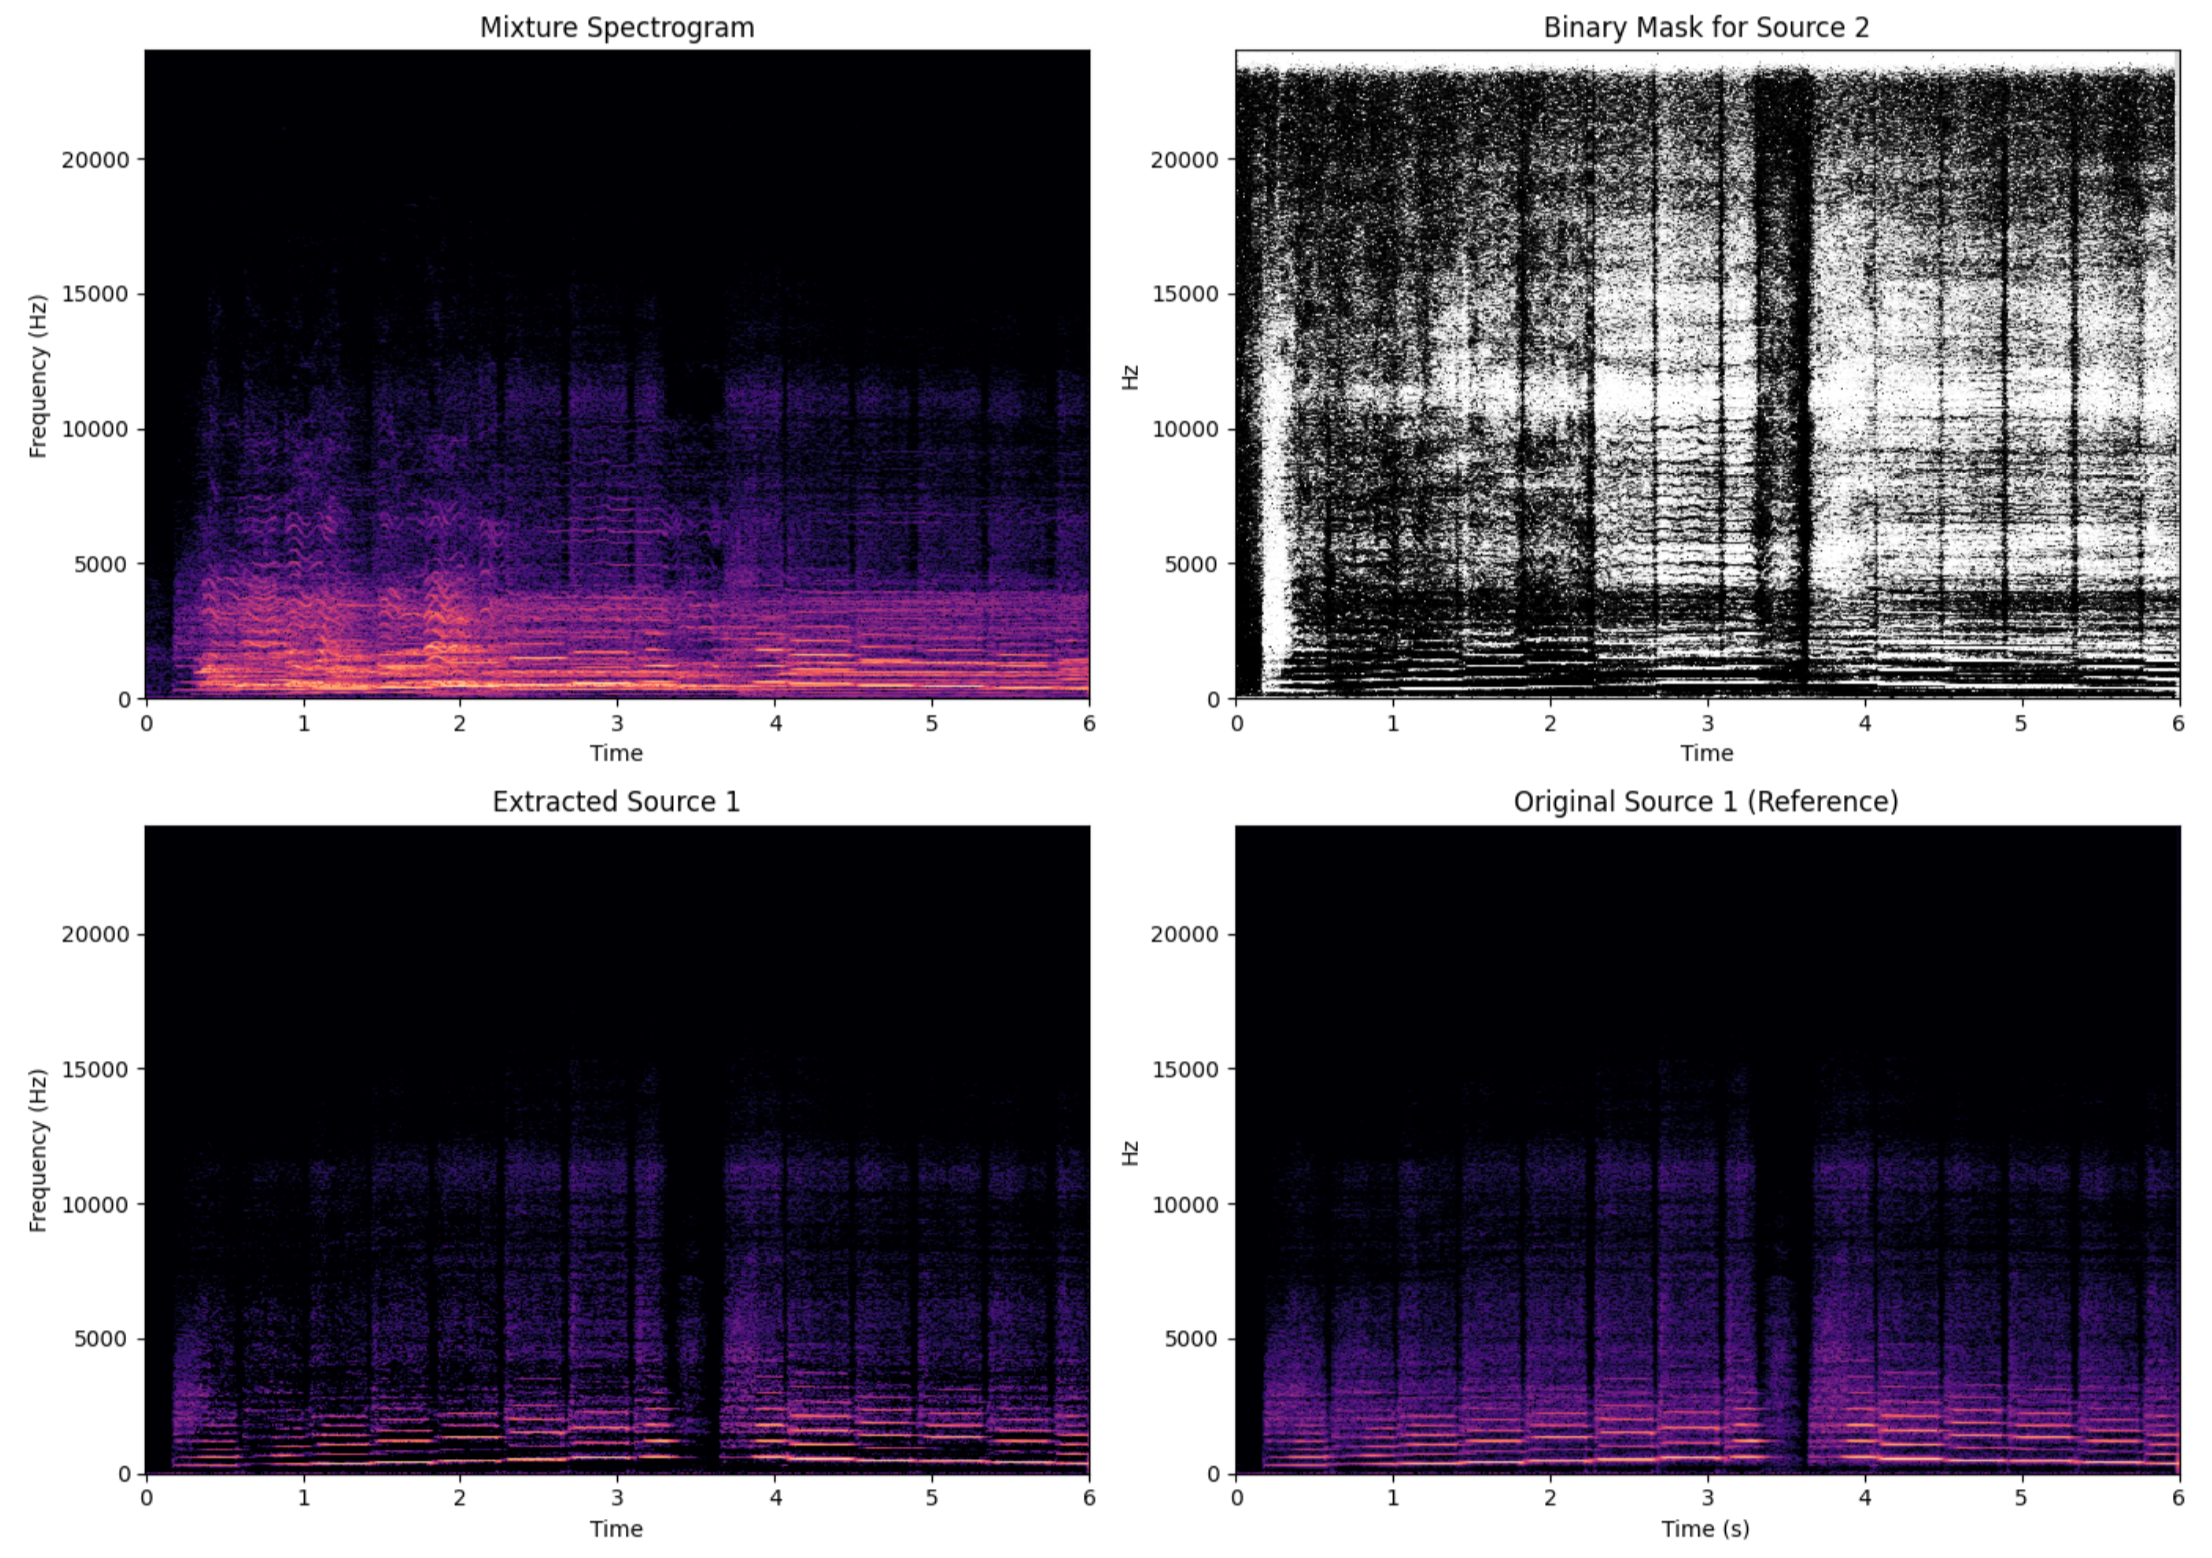 Mixture Spectrogram
Frequency (Hz)
20000
15000
10000
5000
0
0 1 2 3 4 5 6
Time
Binary Mask for Source 2
Hz
20000
15000
10000
5000
0
0 1 2 3 4 5 6
Time
Extracted Source 1
Frequency (Hz)
20000
15000
10000
5000
0
0 1 2 3 4 5 6
Time
Original Source 1 (Reference)
Hz
20000
15000
10000
5000
0
0 1 2 3 4 5 6
Time (s)